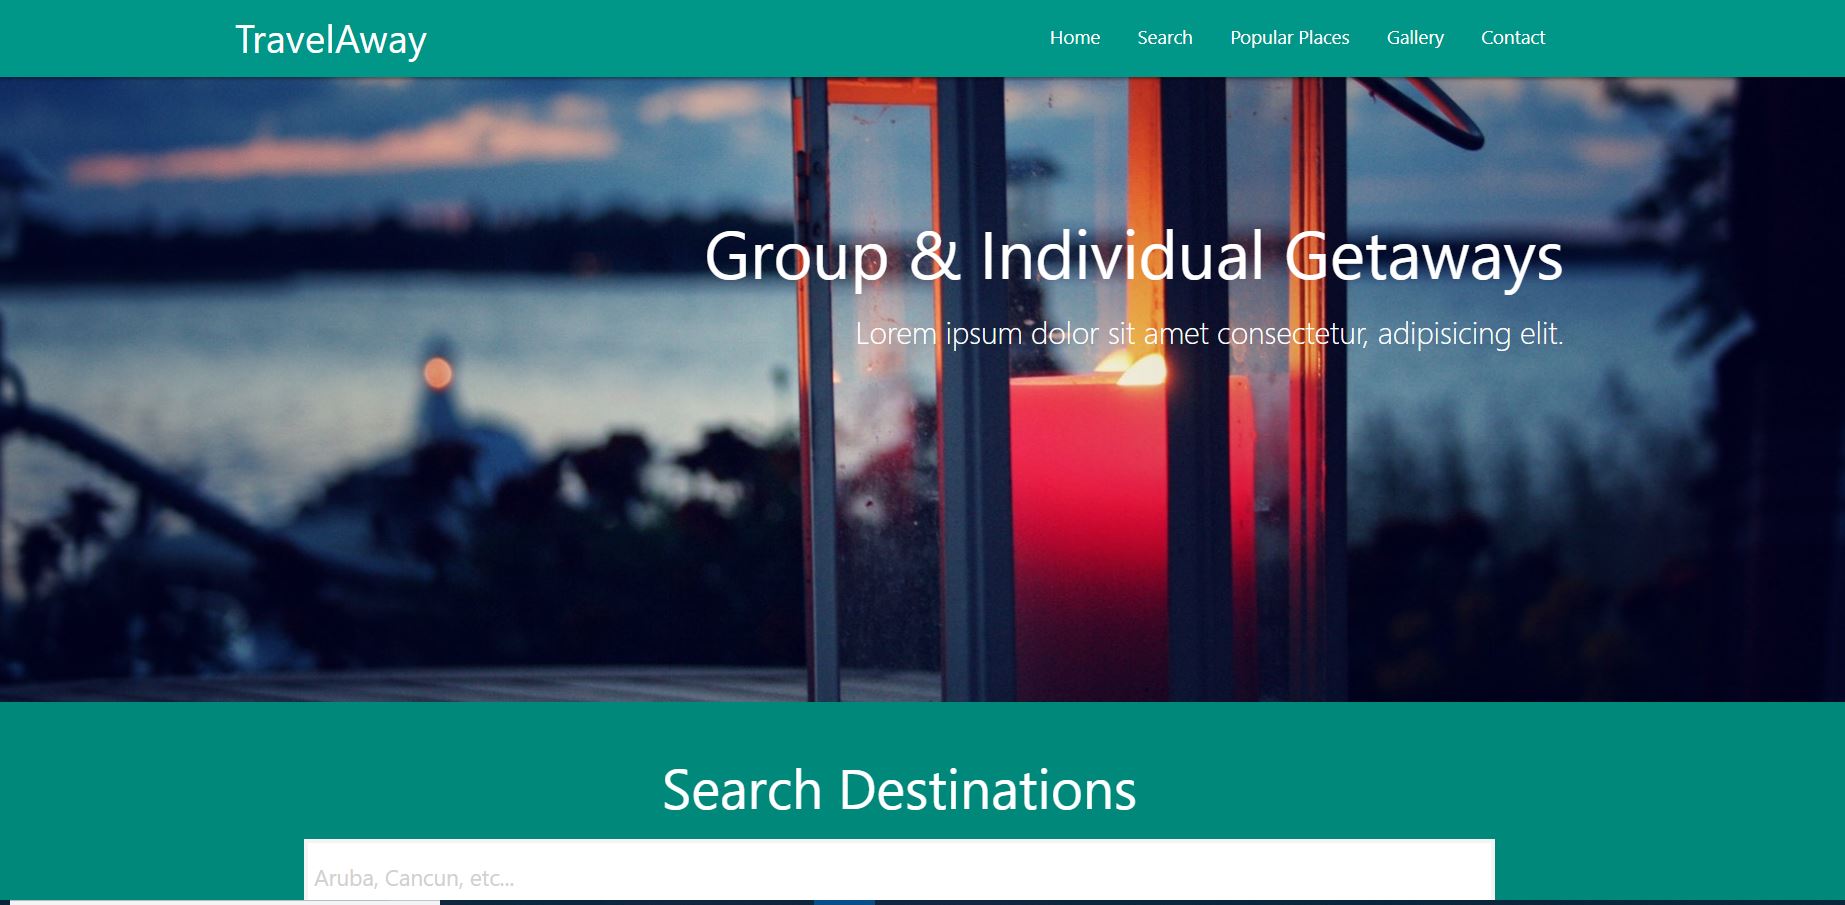 TravelAway
Home Search Popular Places Gallery Contact
Group & Individual Getaways
Lorem ipsum dolor sit amet consectetur, adipisicing elit.
Search Destinations
Aruba, Cancun, etc...